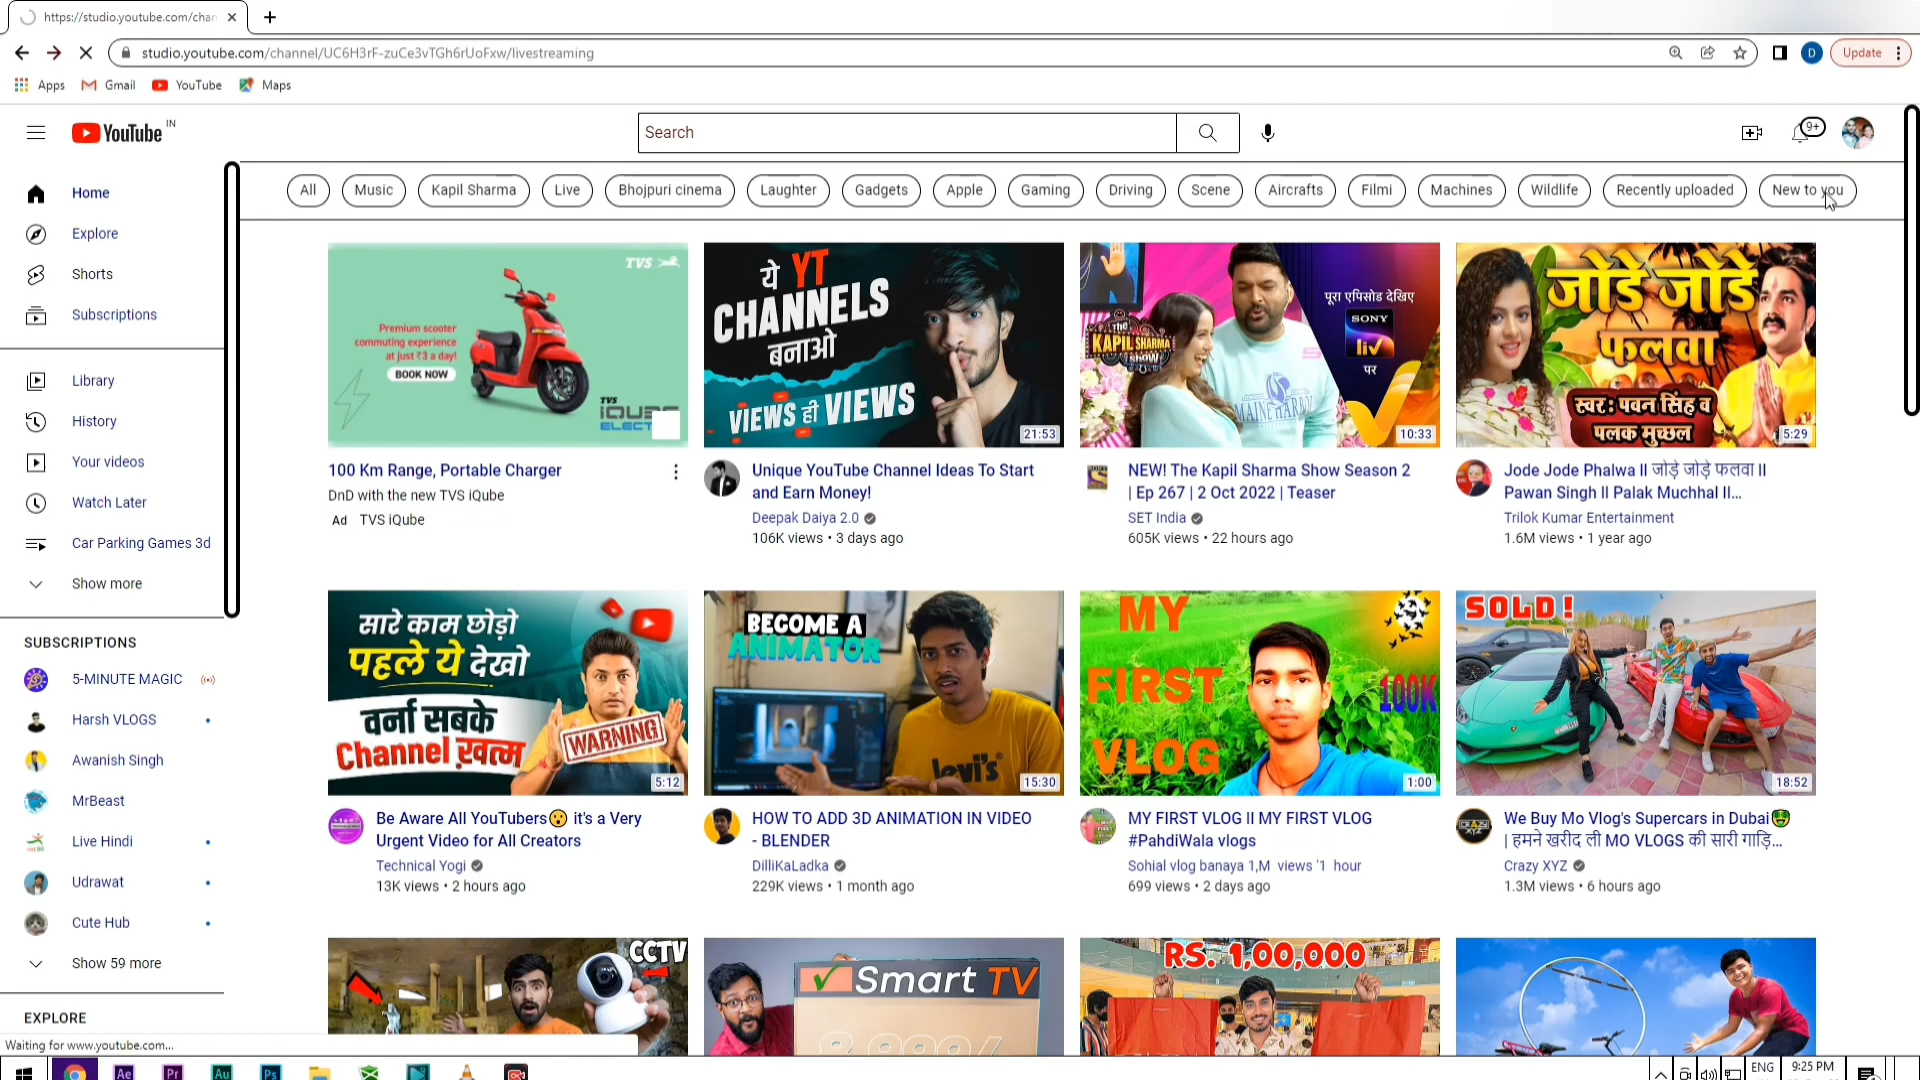 https://studio.youtube.com/chan
studio.youtube.com/channel/UC6H3rF-zuCe3vTGh6rUoFxw/livestreaming
D
Update
Apps
Gmail
YouTube
Maps
YouTube IN
Search
9+
Home
Explore
Shorts
Subscriptions
Library
History
Your videos
Watch Later
Car Parking Games 3d
Show more
SUBSCRIPTIONS
5-MINUTE MAGIC
Harsh VLOGS
Awanish Singh
MrBeast
Live Hindi
Udrawat
Cute Hub
Show 59 more
EXPLORE
All
Music
Kapil Sharma
Live
Bhojpuri cinema
Laughter
Gadgets
Apple
Gaming
Driving
Scene
Aircrafts
Filmi
Machines
Wildlife
Recently uploaded
New to you
TVS
Premium scooter
commuting experience
at just ₹3 a day!
BOOK NOW
TVS
100 Km Range, Portable Charger
DnD with the new TVS iQube
Ad TVS iQube
ये YT
CHANNELS
बनाओ
VIEWS ही VIEWS
21:53
Unique YouTube Channel Ideas To Start
and Earn Money!
Deepak Daiya 2.0
106K views • 3 days ago
The
KAPIL SHARMA
Show
पूरा एपिसोड देखिए
SONY
liv
पर
10:33
NEW! The Kapil Sharma Show Season 2
| Ep 267 | 2 Oct 2022 | Teaser
SET India
605K views • 22 hours ago
जोडे जोडे
फलवा
स्वर : पवन सिंह व
पलक मुच्छल
5:29
Jode Jode Phalwa II जोड़े जोड़े फलवा II
Pawan Singh II Palak Muchhal II...
Trilok Kumar Entertainment
1.6M views • 1 year ago
सारे काम छोड़ो
पहले ये देखो
वर्ना सबके
Channel ख़त्म
WARNING
5:12
Be Aware All YouTubers😮 it's a Very
Urgent Video for All Creators
Technical Yogi
13K views • 2 hours ago
BECOME A
ANIMATOR
levi's
15:30
HOW TO ADD 3D ANIMATION IN VIDEO
- BLENDER
DilliKaLadka
229K views • 1 month ago
MY
FIRST
VLOG
100K
1:00
MY FIRST VLOG II MY FIRST VLOG
#PahdiWala vlogs
Sohial vlog banaya 1,M views '1 hour
699 views • 2 days ago
SOLD!
18:52
We Buy Mo Vlog's Supercars in Dubai🤑
| हमने खरीद ली MO VLOGS की सारी गाड़ि...
Crazy XYZ
1.3M views • 6 hours ago
CCTV
Smart TV
RS. 1,00,000
Waiting for www.youtube.com...
Ae
Pr
Au
Ps
ENG
9:25 PM